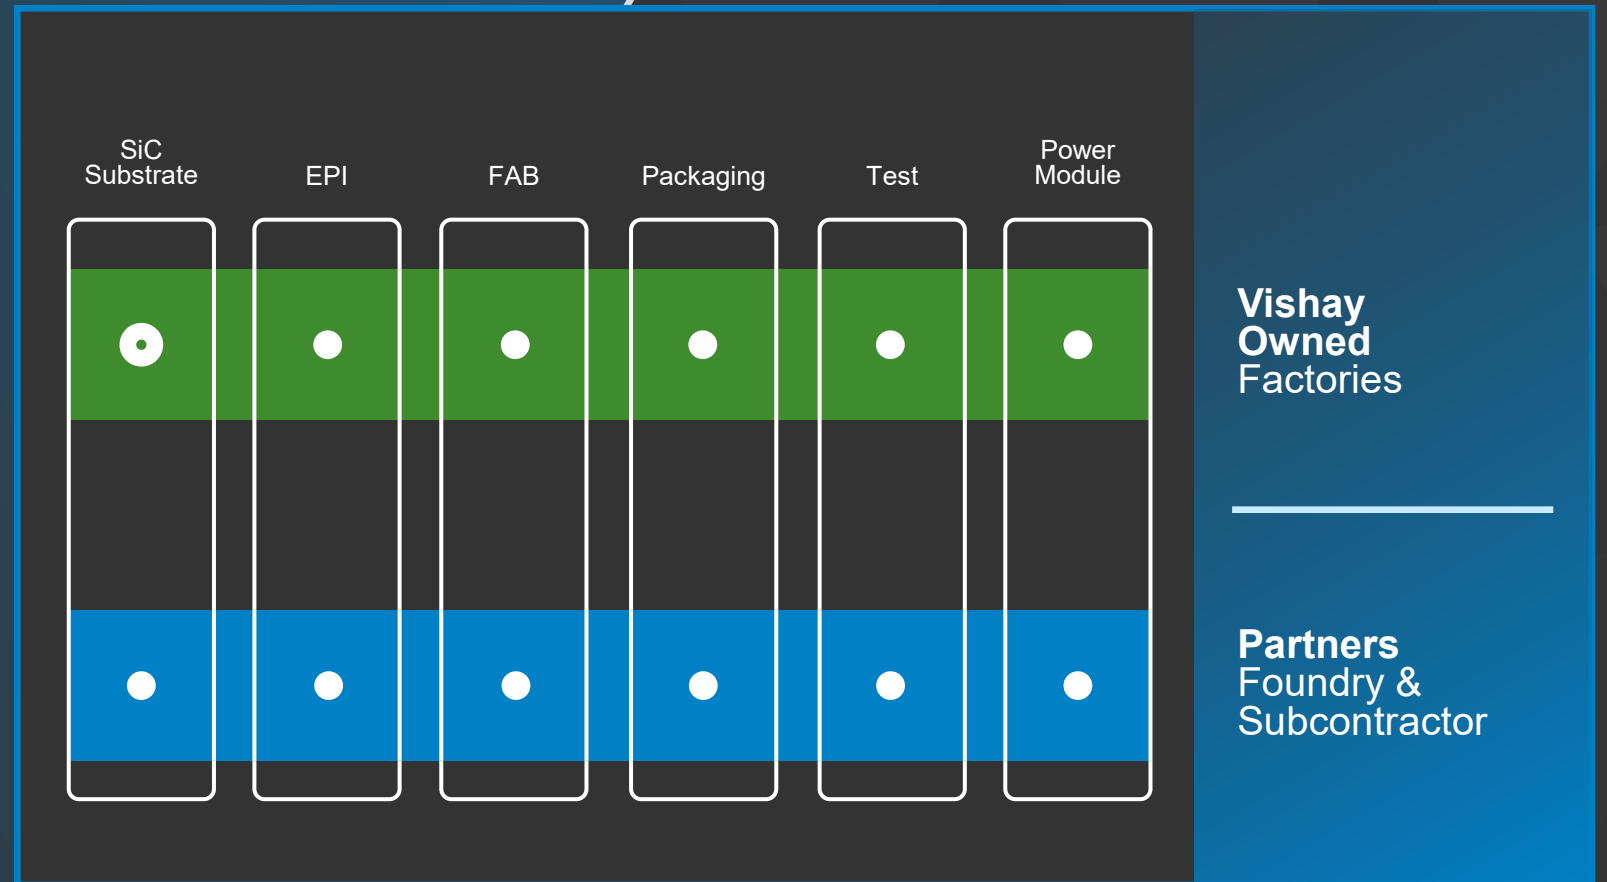 SiC
Substrate
EPI
FAB
Packaging
Test
Power
Module
Vishay
Owned
Factories
Partners
Foundry &
Subcontractor